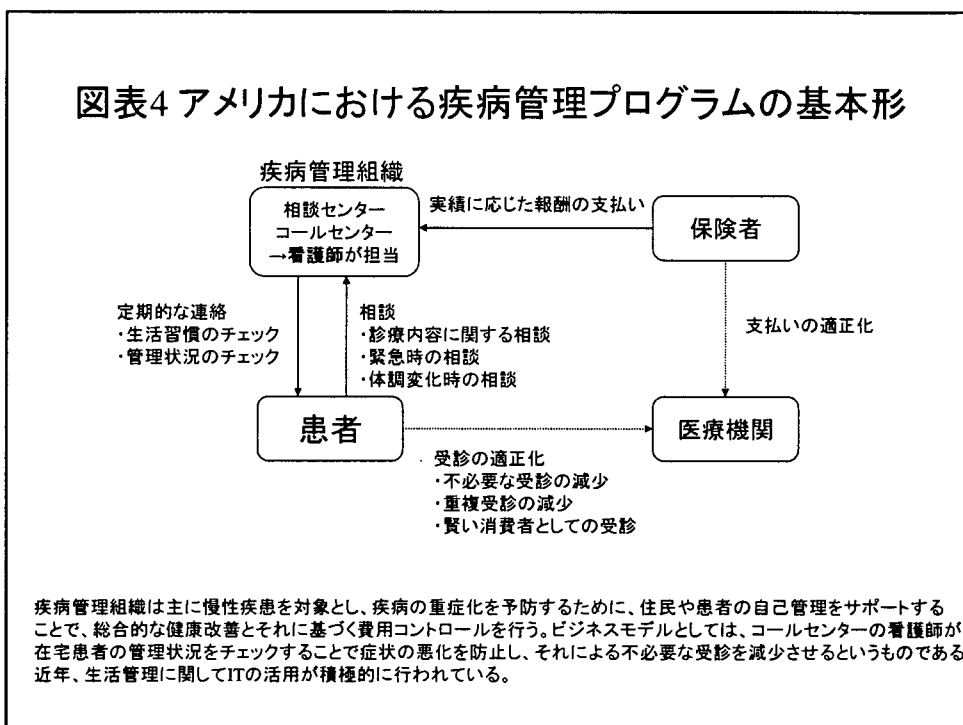 図表4 アメリカにおける疾病管理プログラムの基本形
疾病管理組織
相談センター
コールセンター
→看護師が担当
実績に応じた報酬の支払い
保険者
定期的な連絡
・生活習慣のチェック
・管理状況のチェック
相談
・診療内容に関する相談
・緊急時の相談
・体調変化時の相談
支払いの適正化
患者
医療機関
受診の適正化
・不必要な受診の減少
・重複受診の減少
・賢い消費者としての受診
疾病管理組織は主に慢性疾患を対象とし、疾病の重症化を予防するために、住民や患者の自己管理をサポートする
ことで、総合的な健康改善とそれに基づく費用コントロールを行う。ビジネスモデルとしては、コールセンターの看護師が
在宅患者の管理状況をチェックすることで症状の悪化を防止し、それによる不必要な受診を減少させるというものである
近年、生活管理に関してITの活用が積極的に行われている。